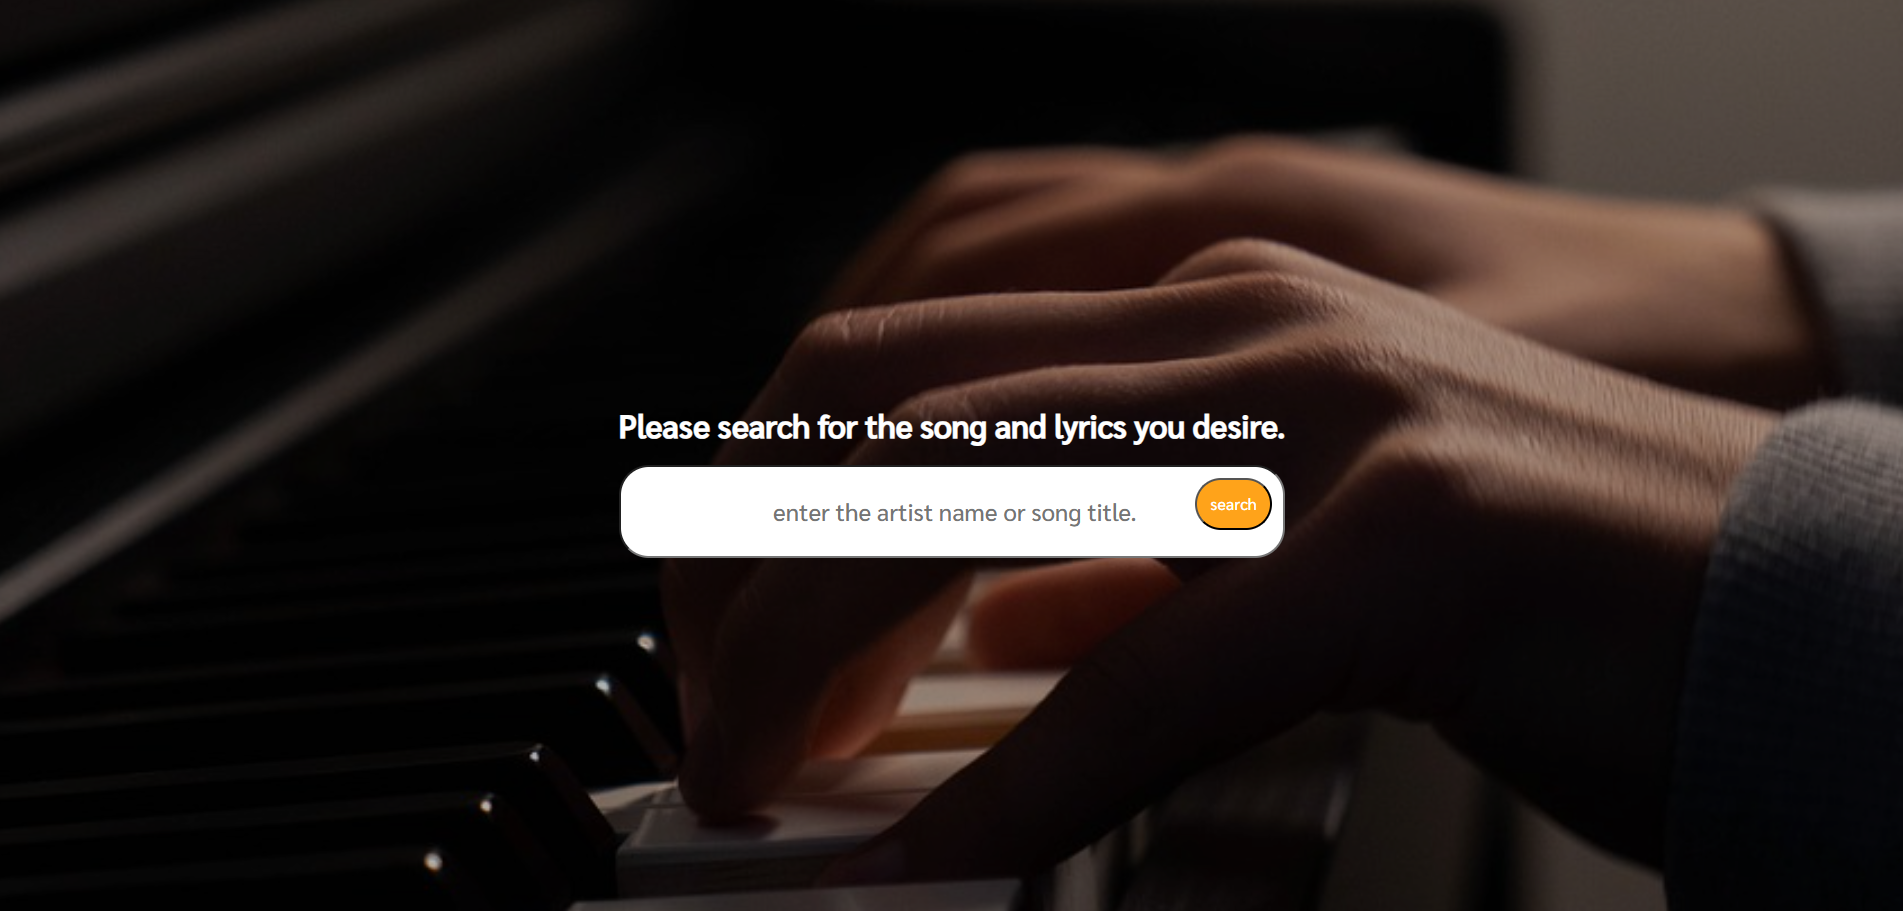 Please search for the song and lyrics you desire.
enter the artist name or song title.
search